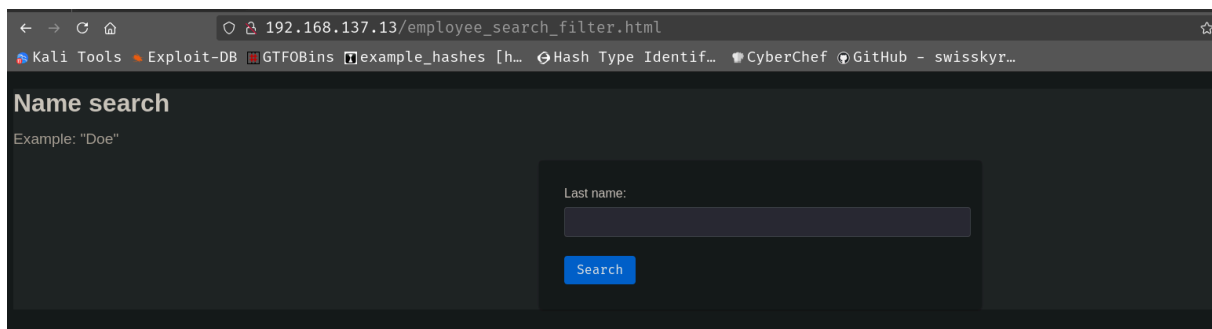 192.168.137.13/employee_search_filter.html
Kali Tools Exploit-DB GTFOBins example_hashes [h… Hash Type Identif… CyberChef GitHub - swisskyr…
Name search
Example: "Doe"
Last name:
Search